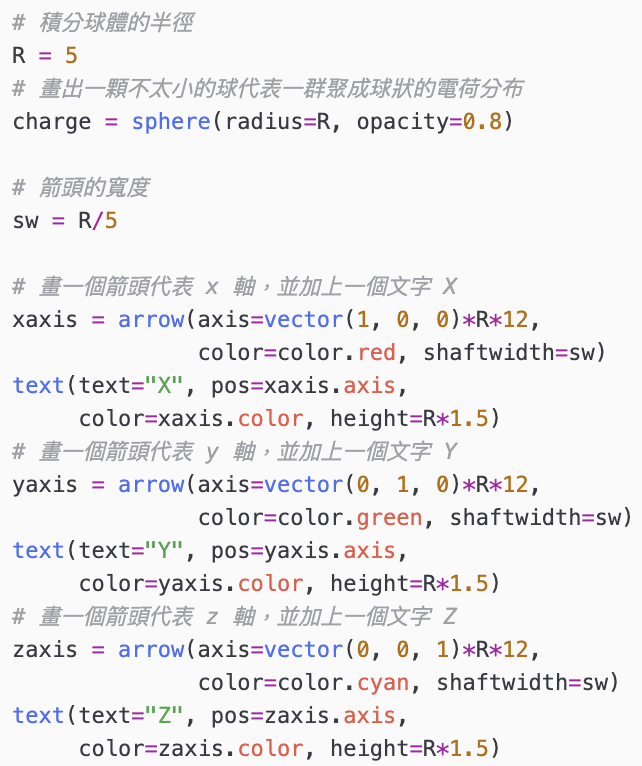 # 積分球體的半徑
R = 5
# 畫出一顆不太小的球代表一群聚成球狀的電荷分布
charge = sphere(radius=R, opacity=0.8)

# 箭頭的寬度
sw = R/5

# 畫一個箭頭代表 x 軸，並加上一個文字 X
xaxis = arrow(axis=vector(1, 0, 0)*R*12,
              color=color.red, shaftwidth=sw)
text(text="X", pos=xaxis.axis,
     color=xaxis.color, height=R*1.5)
# 畫一個箭頭代表 y 軸，並加上一個文字 Y
yaxis = arrow(axis=vector(0, 1, 0)*R*12,
              color=color.green, shaftwidth=sw)
text(text="Y", pos=yaxis.axis,
     color=yaxis.color, height=R*1.5)
# 畫一個箭頭代表 z 軸，並加上一個文字 Z
zaxis = arrow(axis=vector(0, 0, 1)*R*12,
              color=color.cyan, shaftwidth=sw)
text(text="Z", pos=zaxis.axis,
     color=zaxis.color, height=R*1.5)